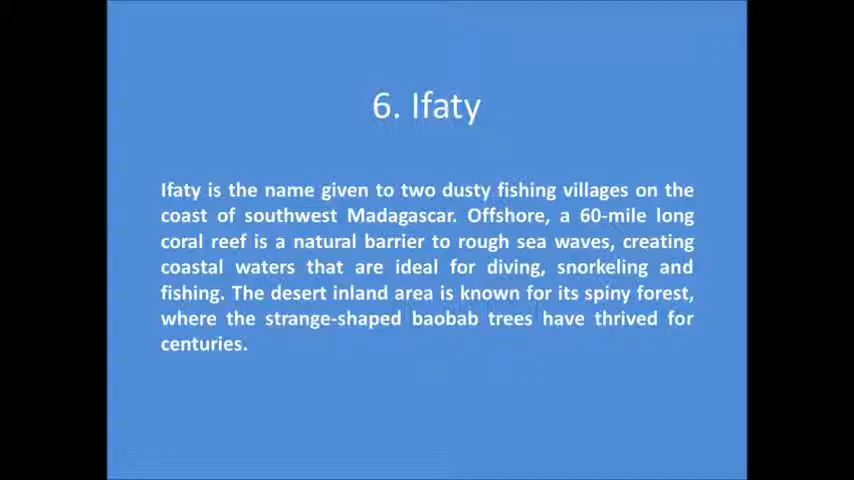 6. Ifaty
Ifaty is the name given to two dusty fishing villages on the
coast of southwest Madagascar. Offshore, a 60-mile long
coral reef is a natural barrier to rough sea waves, creating
coastal waters that are ideal for diving, snorkeling and
fishing. The desert inland area is known for its spiny forest,
where the strange-shaped baobab trees have thrived for
centuries.